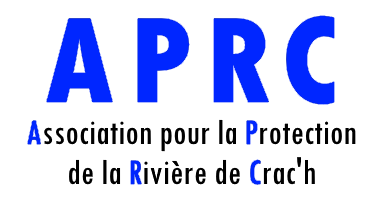 APRC
Association pour la Protection
de la Rivière de Crac'h